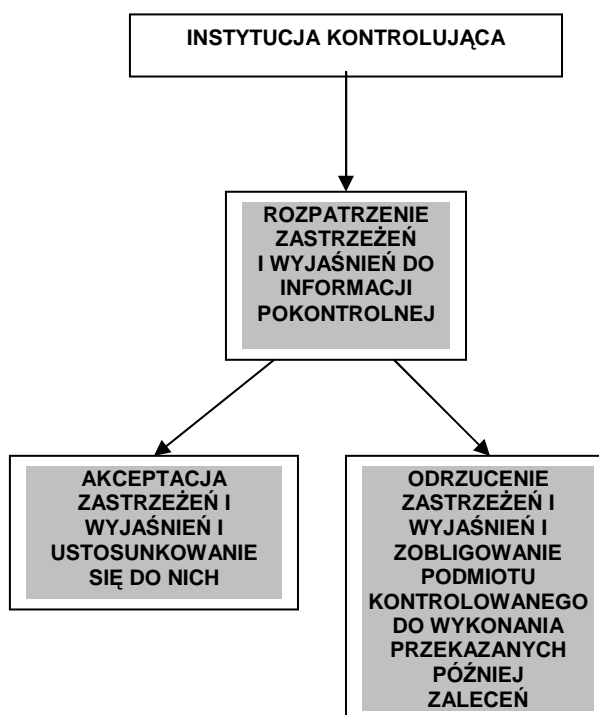 INSTYTUCJA KONTROLUJĄCA
ROZPATRZENIE
ZASTRZEŻEŃ
I WYJAŚNIEŃ DO
INFORMACJI
POKONTROLNEJ
AKCEPTACJA
ZASTRZEŻEŃ I
WYJAŚNIEŃ I
USTOSUNKOWANIE
SIĘ DO NICH
ODRZUCENIE
ZASTRZEŻEŃ I
WYJAŚNIEŃ I
ZOBLIGOWANIE
PODMIOTU
KONTROLOWANEGO
DO WYKONANIA
PRZEKAZANYCH
PÓŹNIEJ
ZALECEŃ